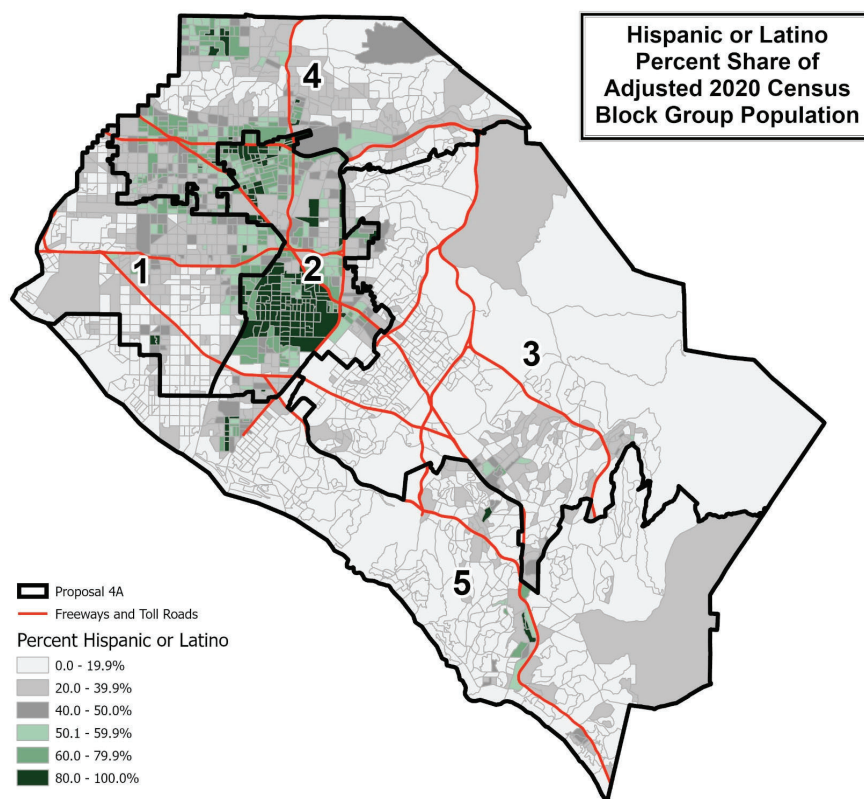 Hispanic or Latino
Percent Share of
Adjusted 2020 Census
Block Group Population
4
1
2
3
5
Proposal 4A
Freeways and Toll Roads
Percent Hispanic or Latino
0.0 - 19.9%
20.0 - 39.9%
40.0 - 50.0%
50.1 - 59.9%
60.0 - 79.9%
80.0 - 100.0%